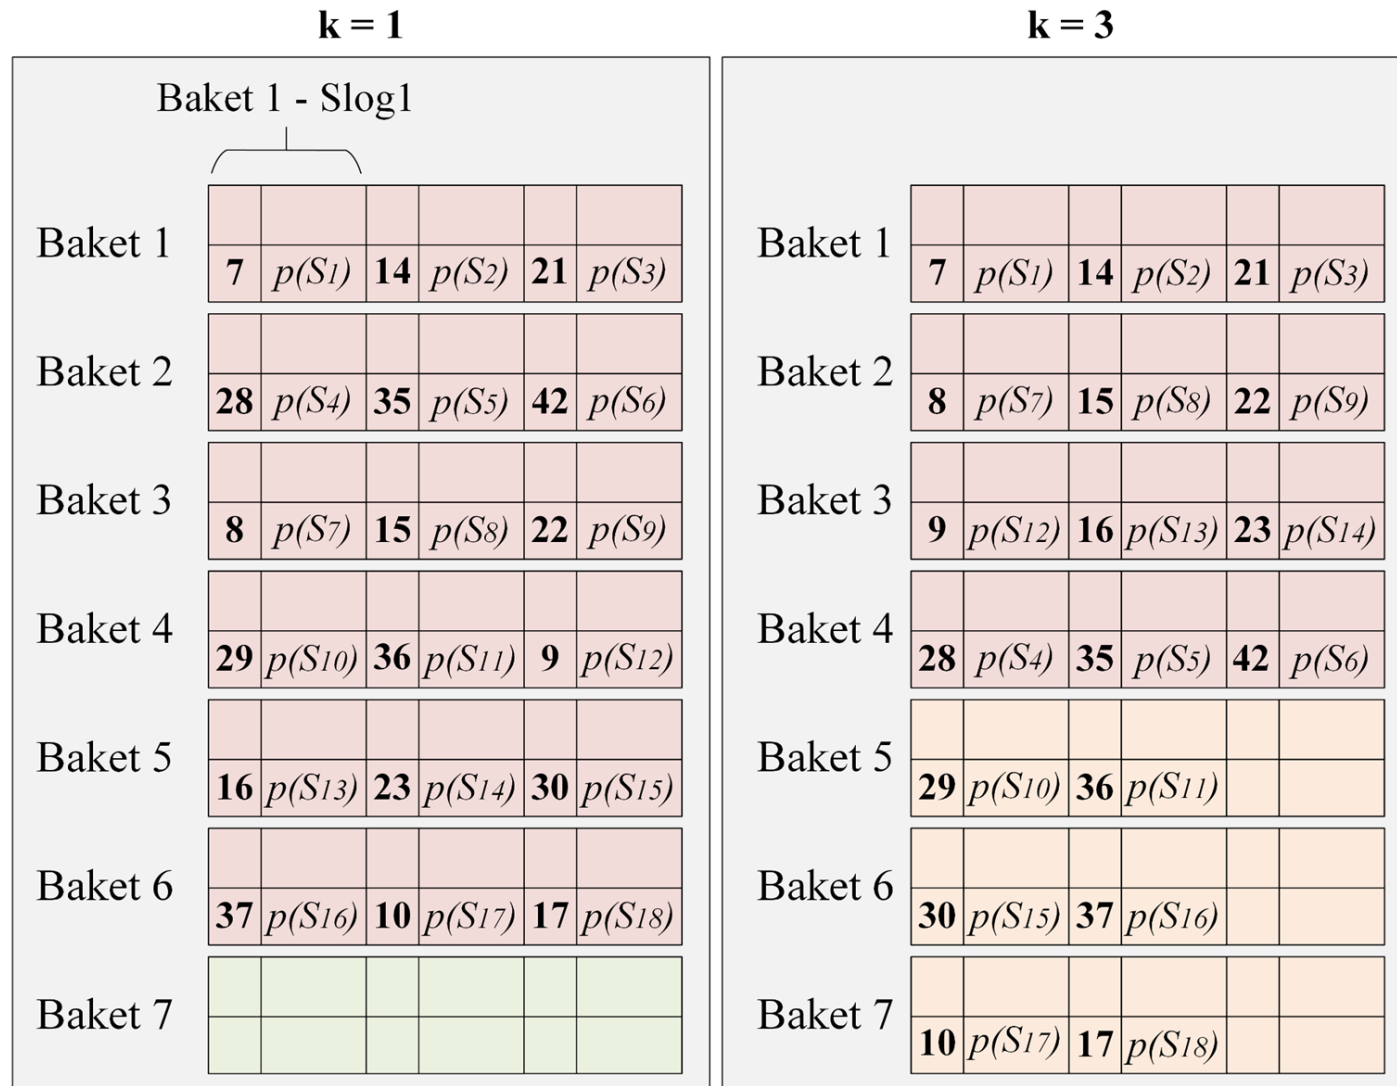 k = 1
Baket 1 - Slog1
Baket 1
7 p(S1) 14 p(S2) 21 p(S3)
Baket 2
28 p(S4) 35 p(S5) 42 p(S6)
Baket 3
8 p(S7) 15 p(S8) 22 p(S9)
Baket 4
29 p(S10) 36 p(S11) 9 p(S12)
Baket 5
16 p(S13) 23 p(S14) 30 p(S15)
Baket 6
37 p(S16) 10 p(S17) 17 p(S18)
Baket 7
k = 3
Baket 1
7 p(S1) 14 p(S2) 21 p(S3)
Baket 2
8 p(S7) 15 p(S8) 22 p(S9)
Baket 3
9 p(S12) 16 p(S13) 23 p(S14)
Baket 4
28 p(S4) 35 p(S5) 42 p(S6)
Baket 5
29 p(S10) 36 p(S11)
Baket 6
30 p(S15) 37 p(S16)
Baket 7
10 p(S17) 17 p(S18)